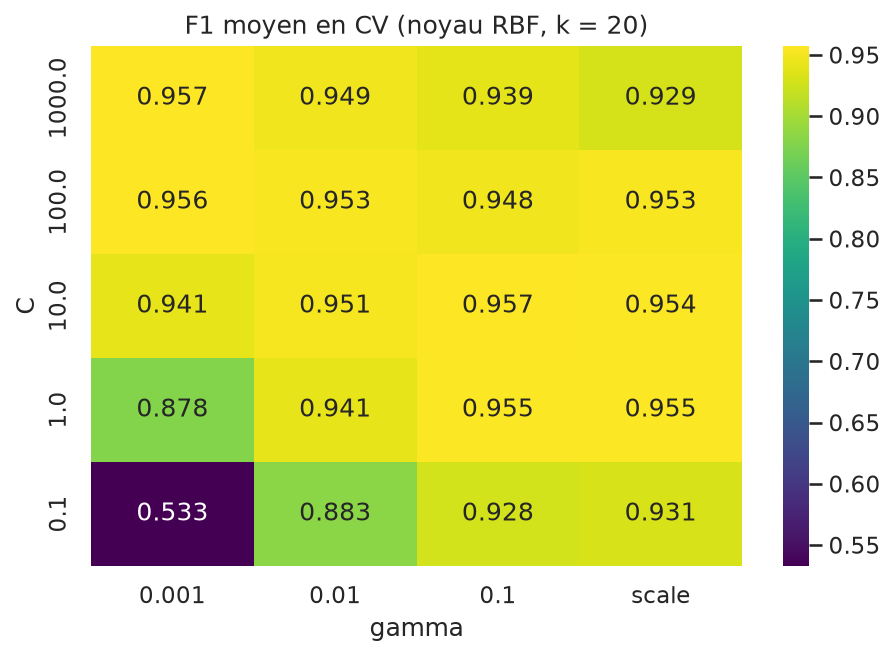 F1 moyen en CV (noyau RBF, k = 20)
1000.0 0.957 0.949 0.939 0.929
100.0 0.956 0.953 0.948 0.953
10.0 0.941 0.951 0.957 0.954
1.0 0.878 0.941 0.955 0.955
0.1 0.533 0.883 0.928 0.931
C
0.001 0.01 0.1 scale
gamma
0.95
0.90
0.85
0.80
0.75
0.70
0.65
0.60
0.55